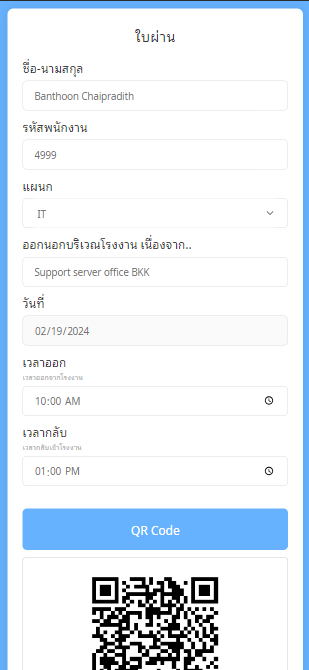 ใบผ่าน
ชื่อ-นามสกุล
Banthoon Chaipradith
รหัสพนักงาน
4999
แผนก
IT
ออกนอกบริเวณโรงงาน เนื่องจาก..
Support server office BKK
วันที่
02/19/2024
เวลาออก
เวลาออกจากโรงงาน
10:00 AM
เวลากลับ
เวลากลับเข้าโรงงาน
01:00 PM
QR Code